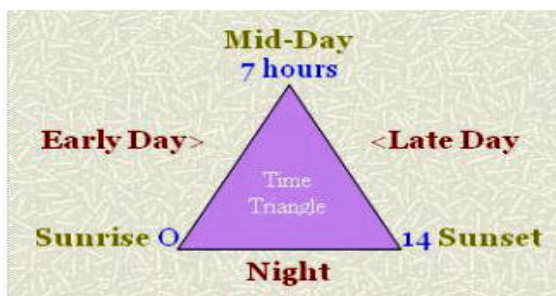 Mid-Day
7 hours
Early Day> <Late Day
Time
Triangle
Sunrise O 14 Sunset
Night